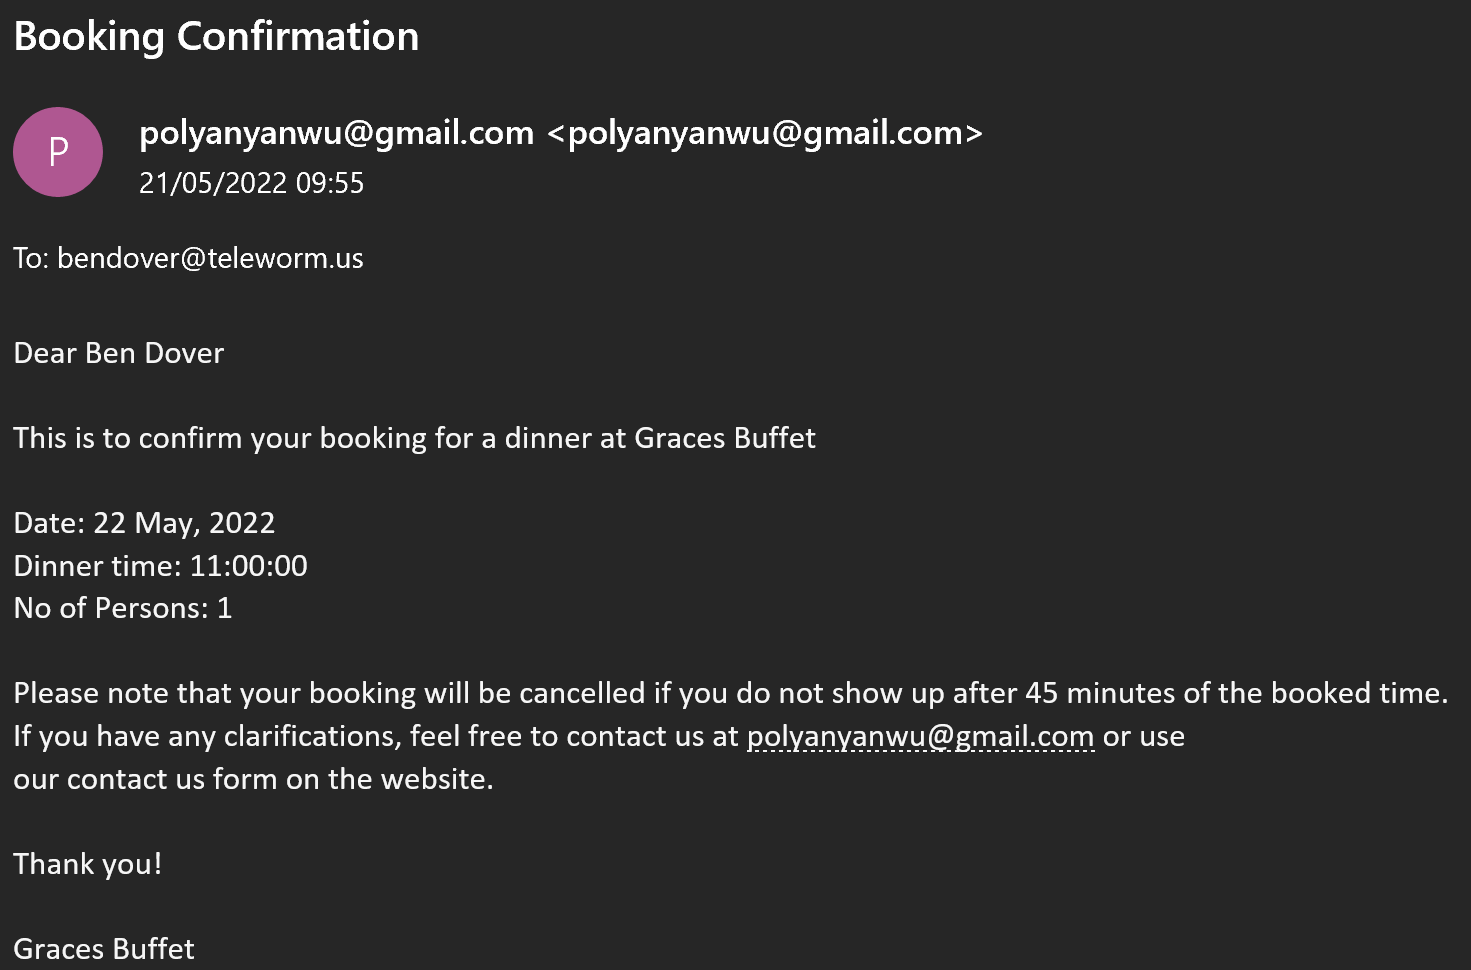 Booking Confirmation
P
polyanyanwu@gmail.com <polyanyanwu@gmail.com>
21/05/2022 09:55
To: bendover@teleworm.us
Dear Ben Dover
This is to confirm your booking for a dinner at Graces Buffet
Date: 22 May, 2022
Dinner time: 11:00:00
No of Persons: 1
Please note that your booking will be cancelled if you do not show up after 45 minutes of the booked time.
If you have any clarifications, feel free to contact us at polyanyanwu@gmail.com or use
our contact us form on the website.
Thank you!
Graces Buffet